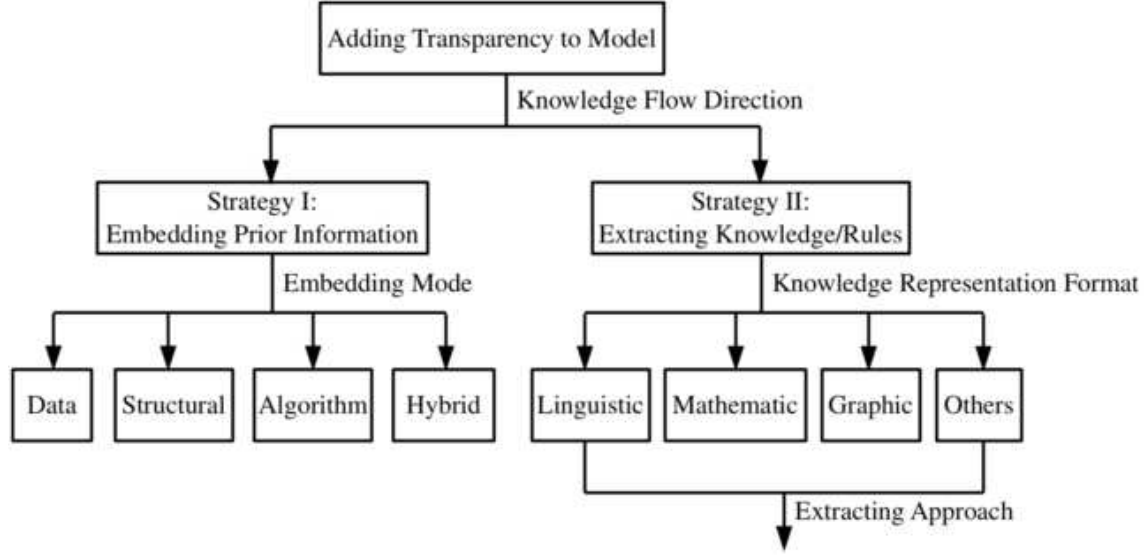 Adding Transparency to Model
Knowledge Flow Direction
Strategy I:
Embedding Prior Information
Strategy II:
Extracting Knowledge/Rules
Embedding Mode
Knowledge Representation Format
Data
Structural
Algorithm
Hybrid
Linguistic
Mathematic
Graphic
Others
Extracting Approach